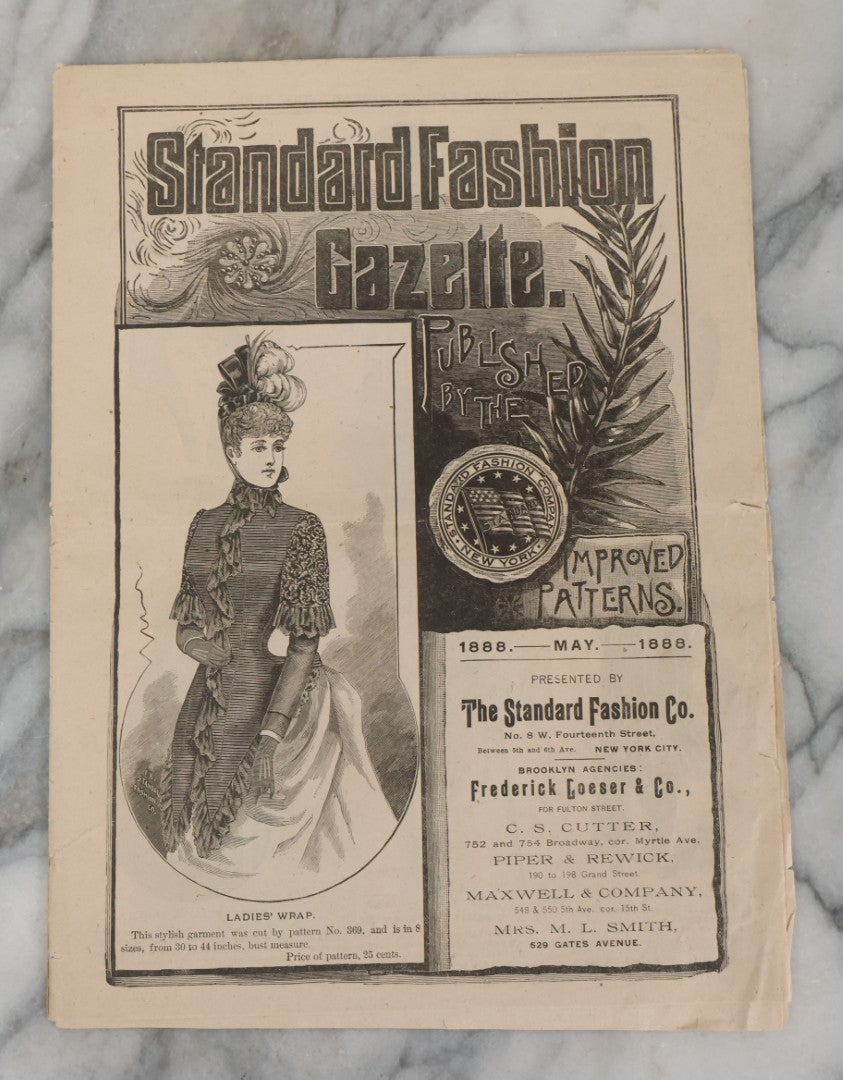 Standard Fashion
Gazette.
PUBLISHED
BY THE
STANDARD FASHION COMPANY
• NEW YORK •
STANDARD
IMPROVED
PATTERNS.
1888.—MAY.—1888.
PRESENTED BY
The Standard Fashion Co.
No. 8 W. Fourteenth Street,
Between 5th and 6th Ave. NEW YORK CITY.
BROOKLYN AGENCIES:
Frederick Loeser & Co.,
FOR FULTON STREET.
C. S. CUTTER,
752 and 754 Broadway, cor. Myrtle Ave.
PIPER & REWICK,
190 to 198 Grand Street.
MAXWELL & COMPANY,
548 & 550 5th Ave. cor. 15th St.
MRS. M. L. SMITH,
529 GATES AVENUE.
LADIES' WRAP.
This stylish garment was cut by pattern No. 369, and is in 8
sizes, from 30 to 44 inches, bust measure.
Price of pattern, 25 cents.